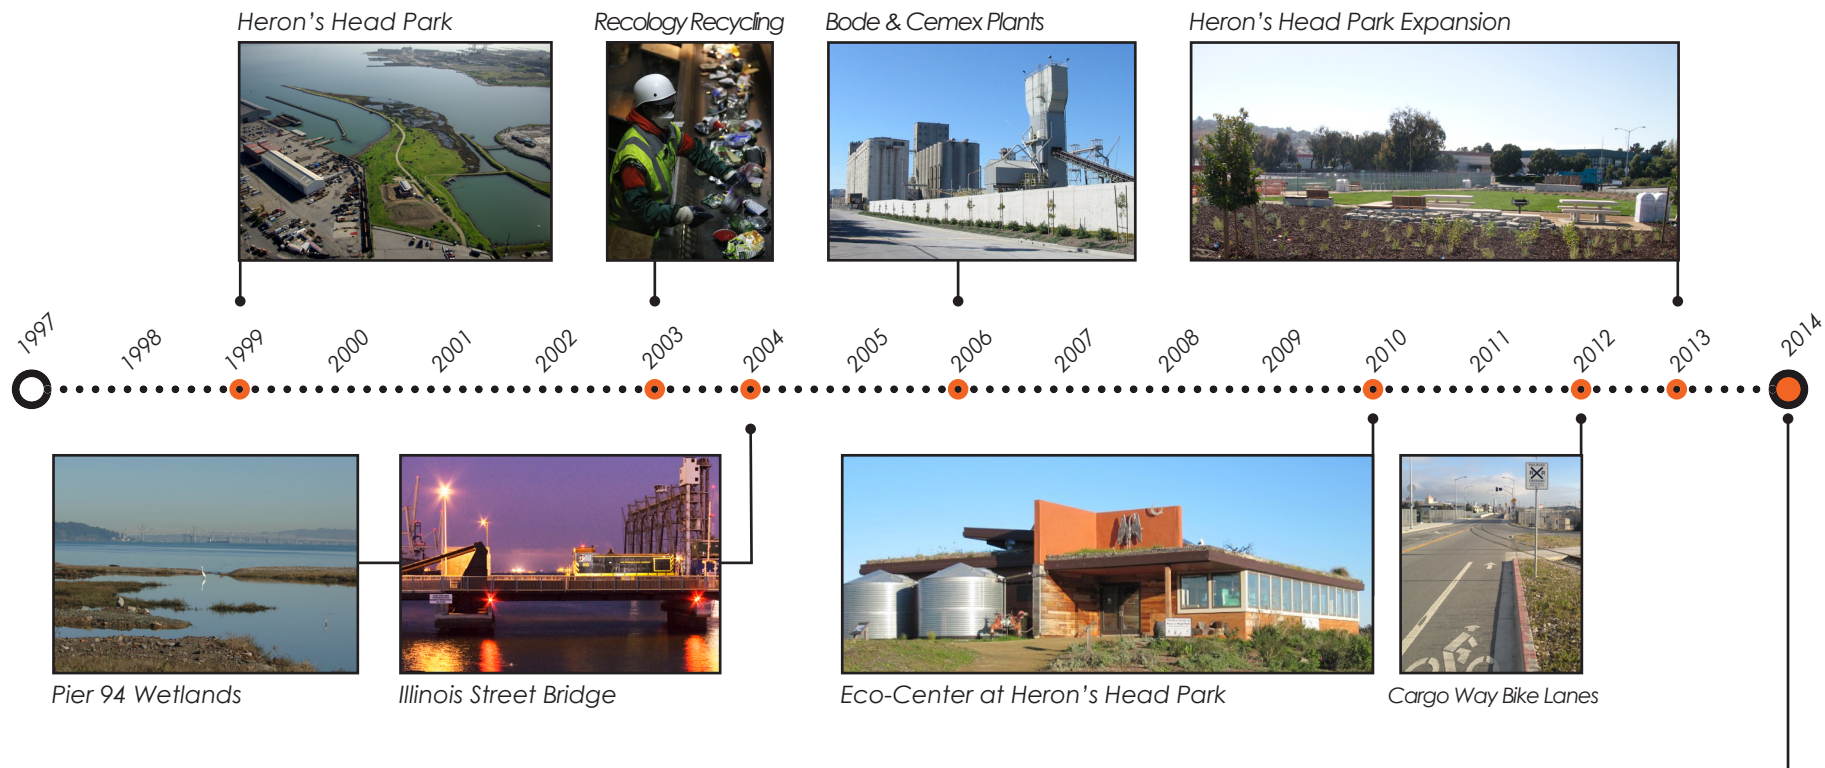 Heron's Head Park
Recology Recycling
Bode & Cemex Plants
Heron's Head Park Expansion
1997
1998
1999
2000
2001
2002
2003
2004
2005
2006
2007
2008
2009
2010
2011
2012
2013
2014
Pier 94 Wetlands
Illinois Street Bridge
Eco-Center at Heron's Head Park
Cargo Way Bike Lanes